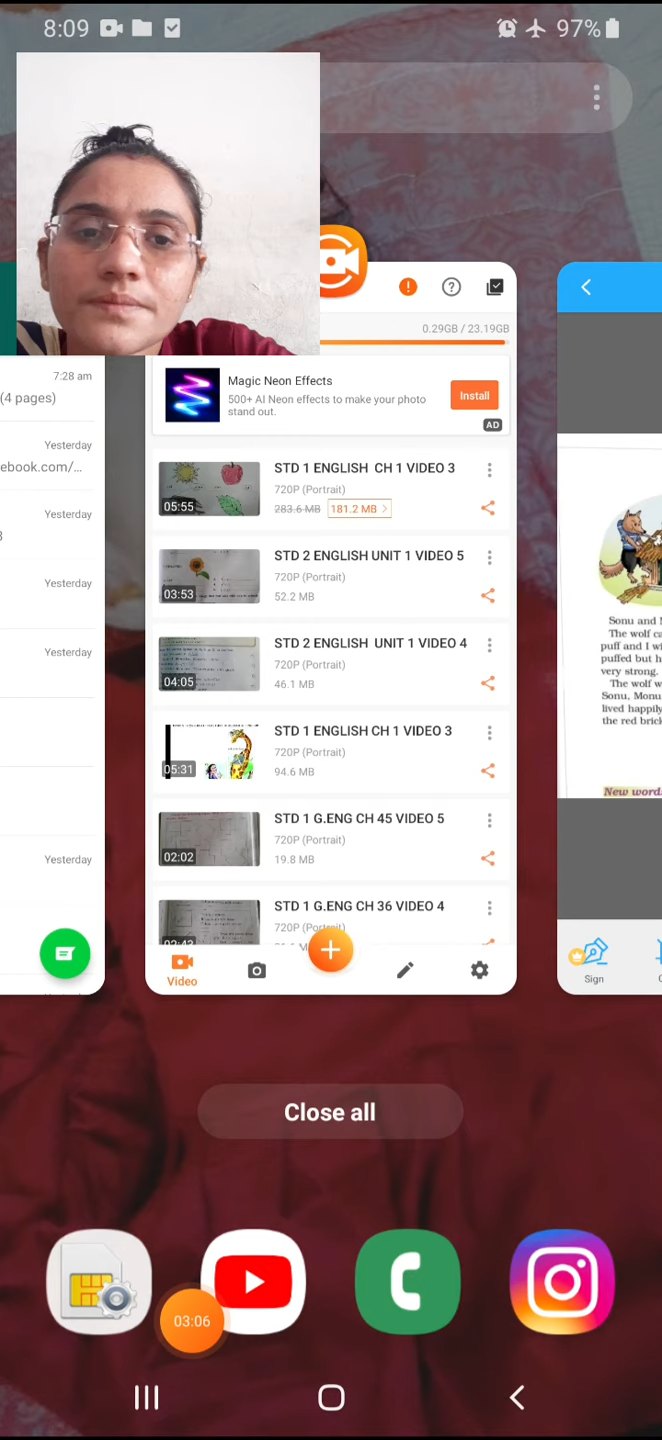 8:09
97%
0.29GB / 23.19GB
7:28 am
(4 pages)
Magic Neon Effects
500+ AI Neon effects to make your photo
stand out.
Install
AD
Yesterday
ebook.com/...
STD 1 ENGLISH  CH 1 VIDEO 3
720P (Portrait)
283.6 MB 181.2 MB >
05:55
Yesterday
3
STD 2 ENGLISH UNIT 1 VIDEO 5
720P (Portrait)
52.2 MB
03:53
Yesterday
STD 2 ENGLISH  UNIT 1 VIDEO 4
720P (Portrait)
46.1 MB
04:05
Yesterday
STD 1 ENGLISH CH 1 VIDEO 3
720P (Portrait)
94.6 MB
05:31
STD 1 G.ENG CH 45 VIDEO 5
720P (Portrait)
19.8 MB
02:02
Yesterday
STD 1 G.ENG CH 36 VIDEO 4
720P (Portrait)
02:43
Video
Sonu and
The wolf ca
puff and I wi
puffed but h
very strong.
The wolf w
Sonu, Monu
lived happily
the red brick
New word
Sign
Close all
03:06